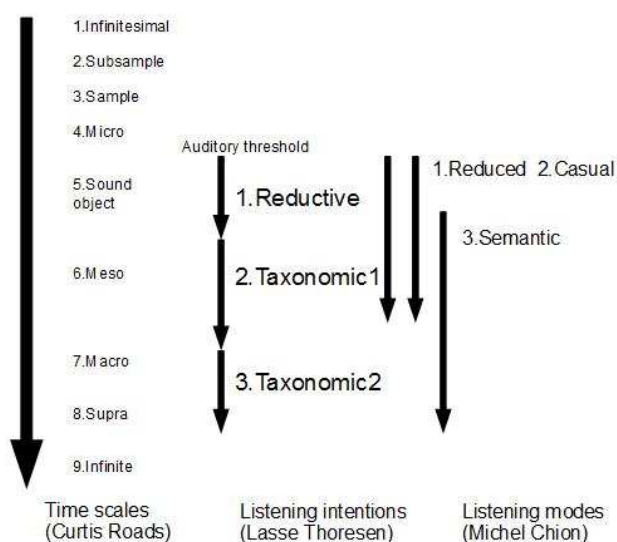 1.Infinitesimal
2.Subsample
3.Sample
4.Micro
5.Sound
object
6.Meso
7.Macro
8.Supra
9.Infinite
Time scales
(Curtis Roads)
Auditory threshold
1.Reductive
2.Taxonomic1
3.Taxonomic2
Listening intentions
(Lasse Thoresen)
1.Reduced 2.Casual
3.Semantic
Listening modes
(Michel Chion)